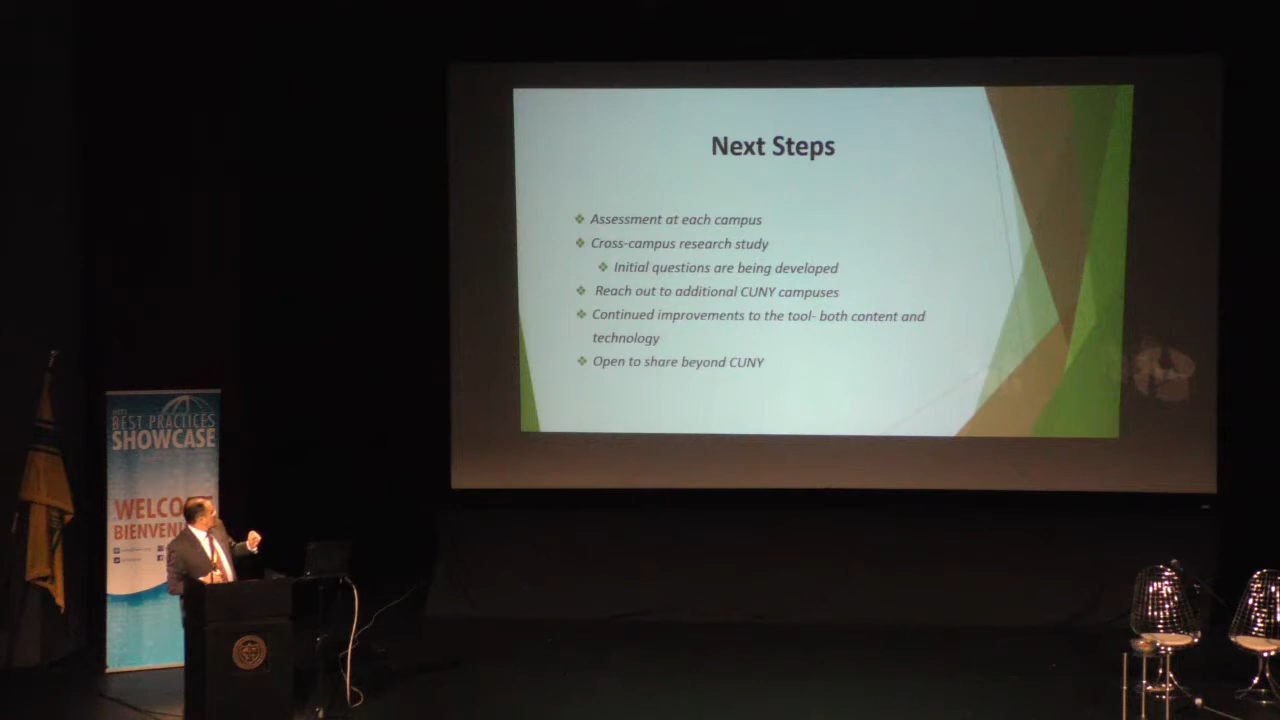 Next Steps
Assessment at each campus
Cross-campus research study
Initial questions are being developed
Reach out to additional CUNY campuses
Continued improvements to the tool- both content and
technology
Open to share beyond CUNY
BEST PRACTICES
SHOWCASE
WELCO
BIENVEN